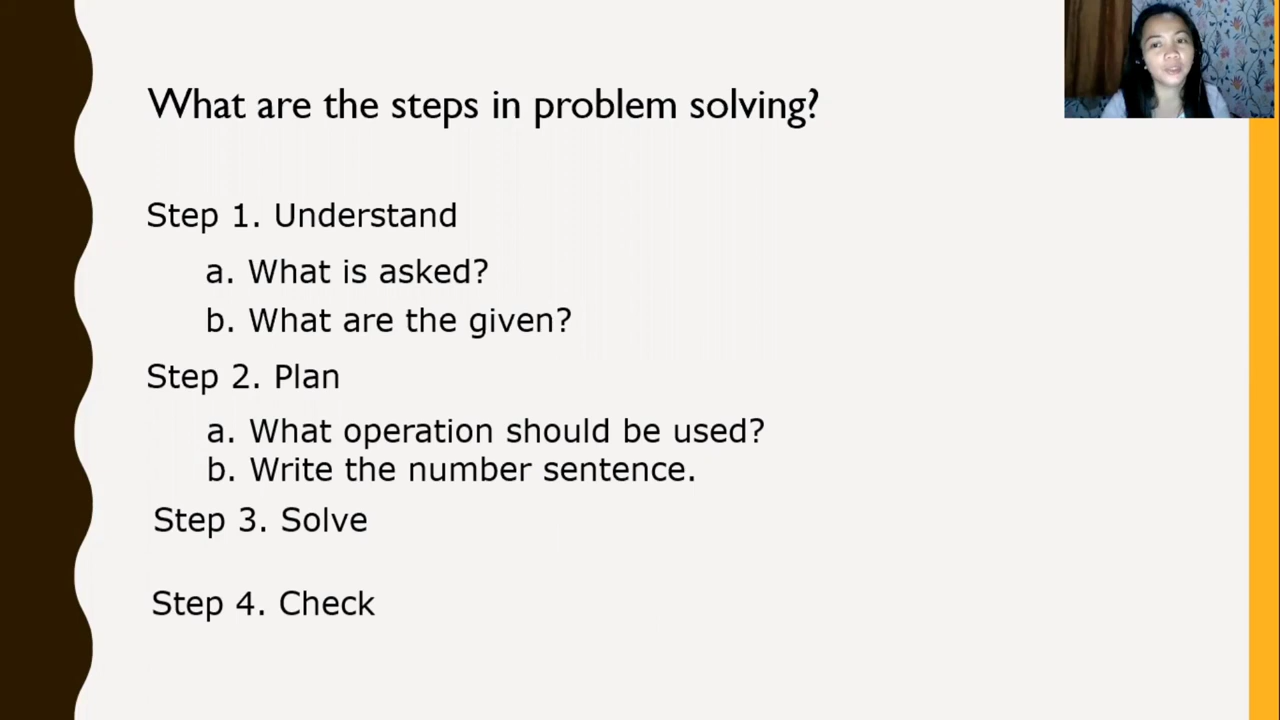 What are the steps in problem solving?
Step 1. Understand
a. What is asked?
b. What are the given?
Step 2. Plan
a. What operation should be used?
b. Write the number sentence.
Step 3. Solve
Step 4. Check